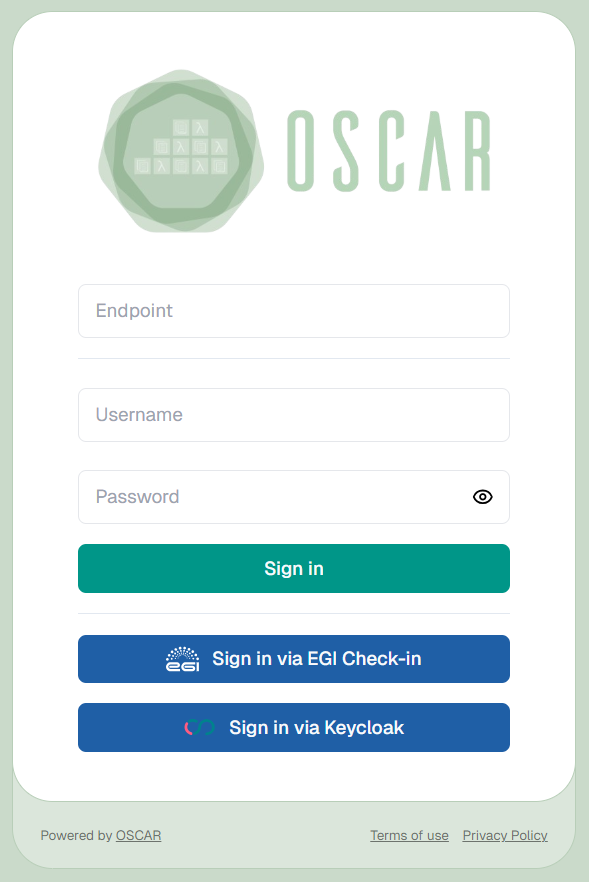 OSCAR
Endpoint
Username
Password
Sign in
egi Sign in via EGI Check-in
Sign in via Keycloak
Powered by OSCAR Terms of use Privacy Policy